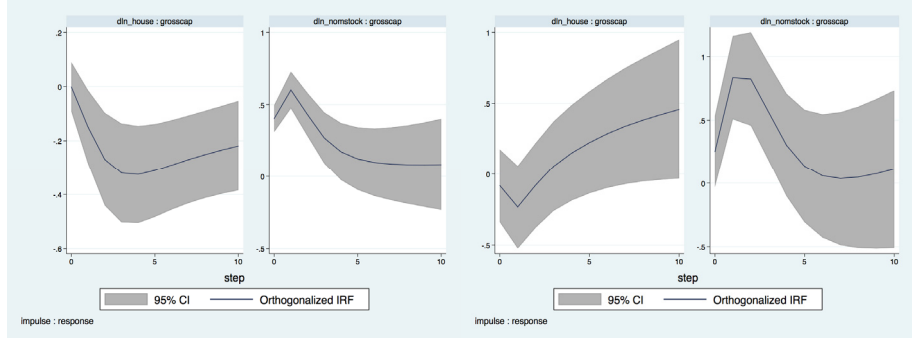 dln_house : grosscap
dln_nomstock : grosscap
.2
0
-.2
-.4
-.6
0
5
10
1
.5
0
-.5
0
5
10
step
95% CI
Orthogonalized IRF
impulse : response
dln_house : grosscap
dln_nomstock : grosscap
1
.5
0
-.5
0
5
10
1
.5
0
-.5
0
5
10
step
95% CI
Orthogonalized IRF
impulse : response